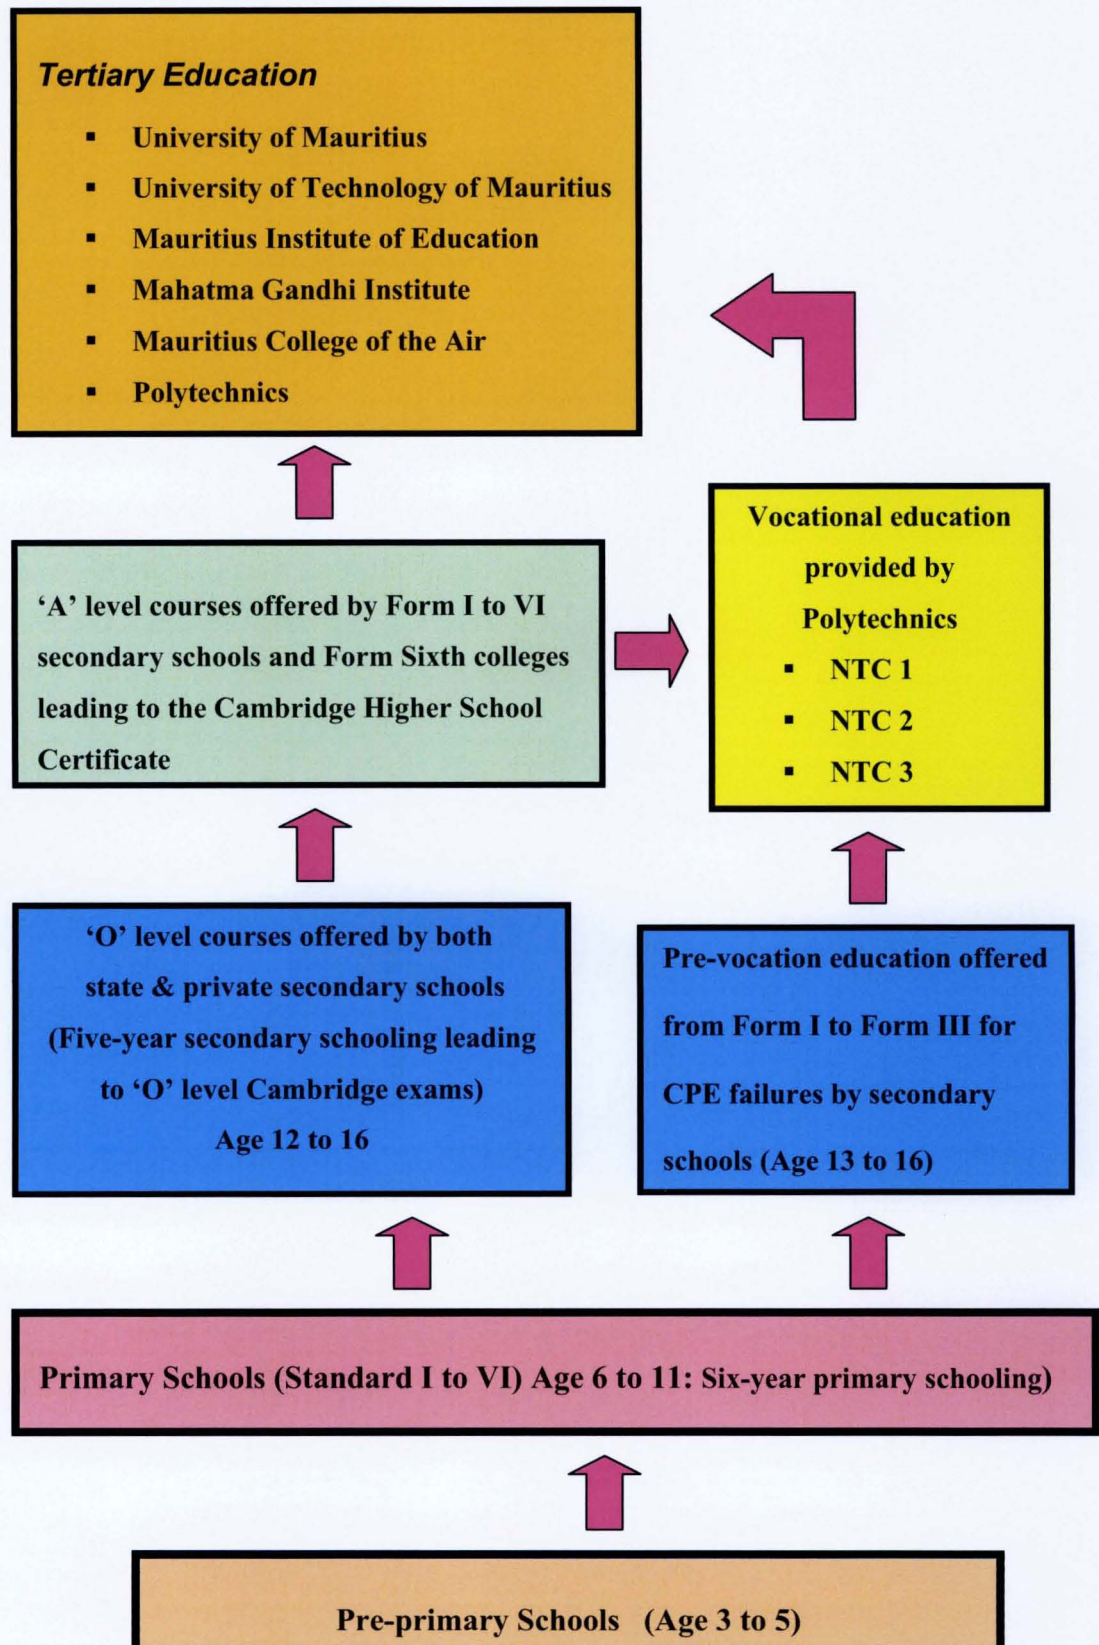 Tertiary Education
▪ University of Mauritius
▪ University of Technology of Mauritius
▪ Mauritius Institute of Education
▪ Mahatma Gandhi Institute
▪ Mauritius College of the Air
▪ Polytechnics
Vocational education
provided by
Polytechnics
▪ NTC 1
▪ NTC 2
▪ NTC 3
‘A’ level courses offered by Form I to VI
secondary schools and Form Sixth colleges
leading to the Cambridge Higher School
Certificate
‘O’ level courses offered by both
state & private secondary schools
(Five-year secondary schooling leading
to ‘O’ level Cambridge exams)
Age 12 to 16
Pre-vocation education offered
from Form I to Form III for
CPE failures by secondary
schools (Age 13 to 16)
Primary Schools (Standard I to VI) Age 6 to 11: Six-year primary schooling)
Pre-primary Schools (Age 3 to 5)